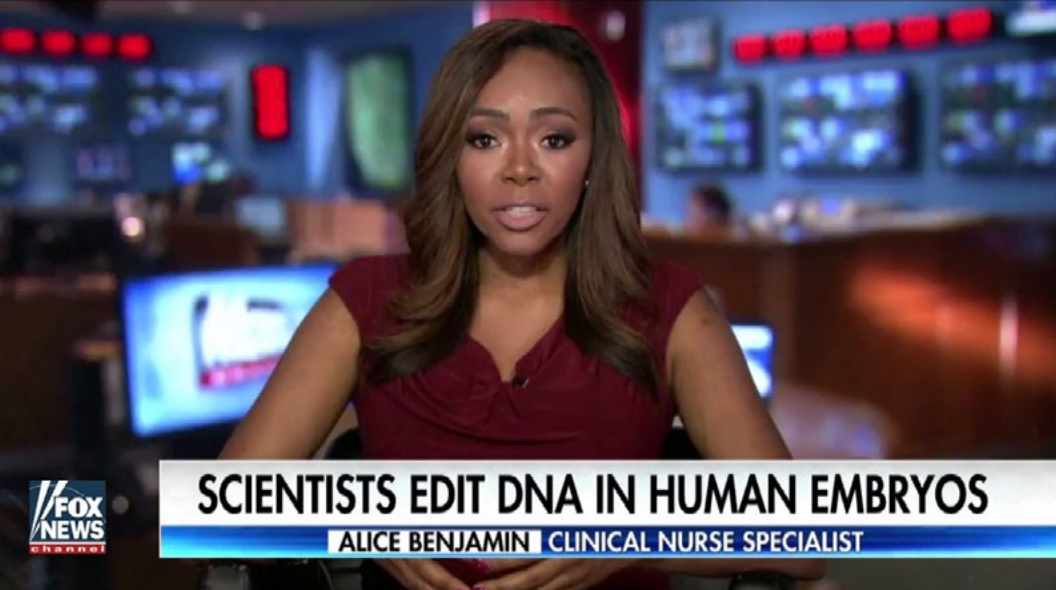 SCIENTISTS EDIT DNA IN HUMAN EMBRYOS
ALICE BENJAMIN CLINICAL NURSE SPECIALIST
FOX
NEWS
channel